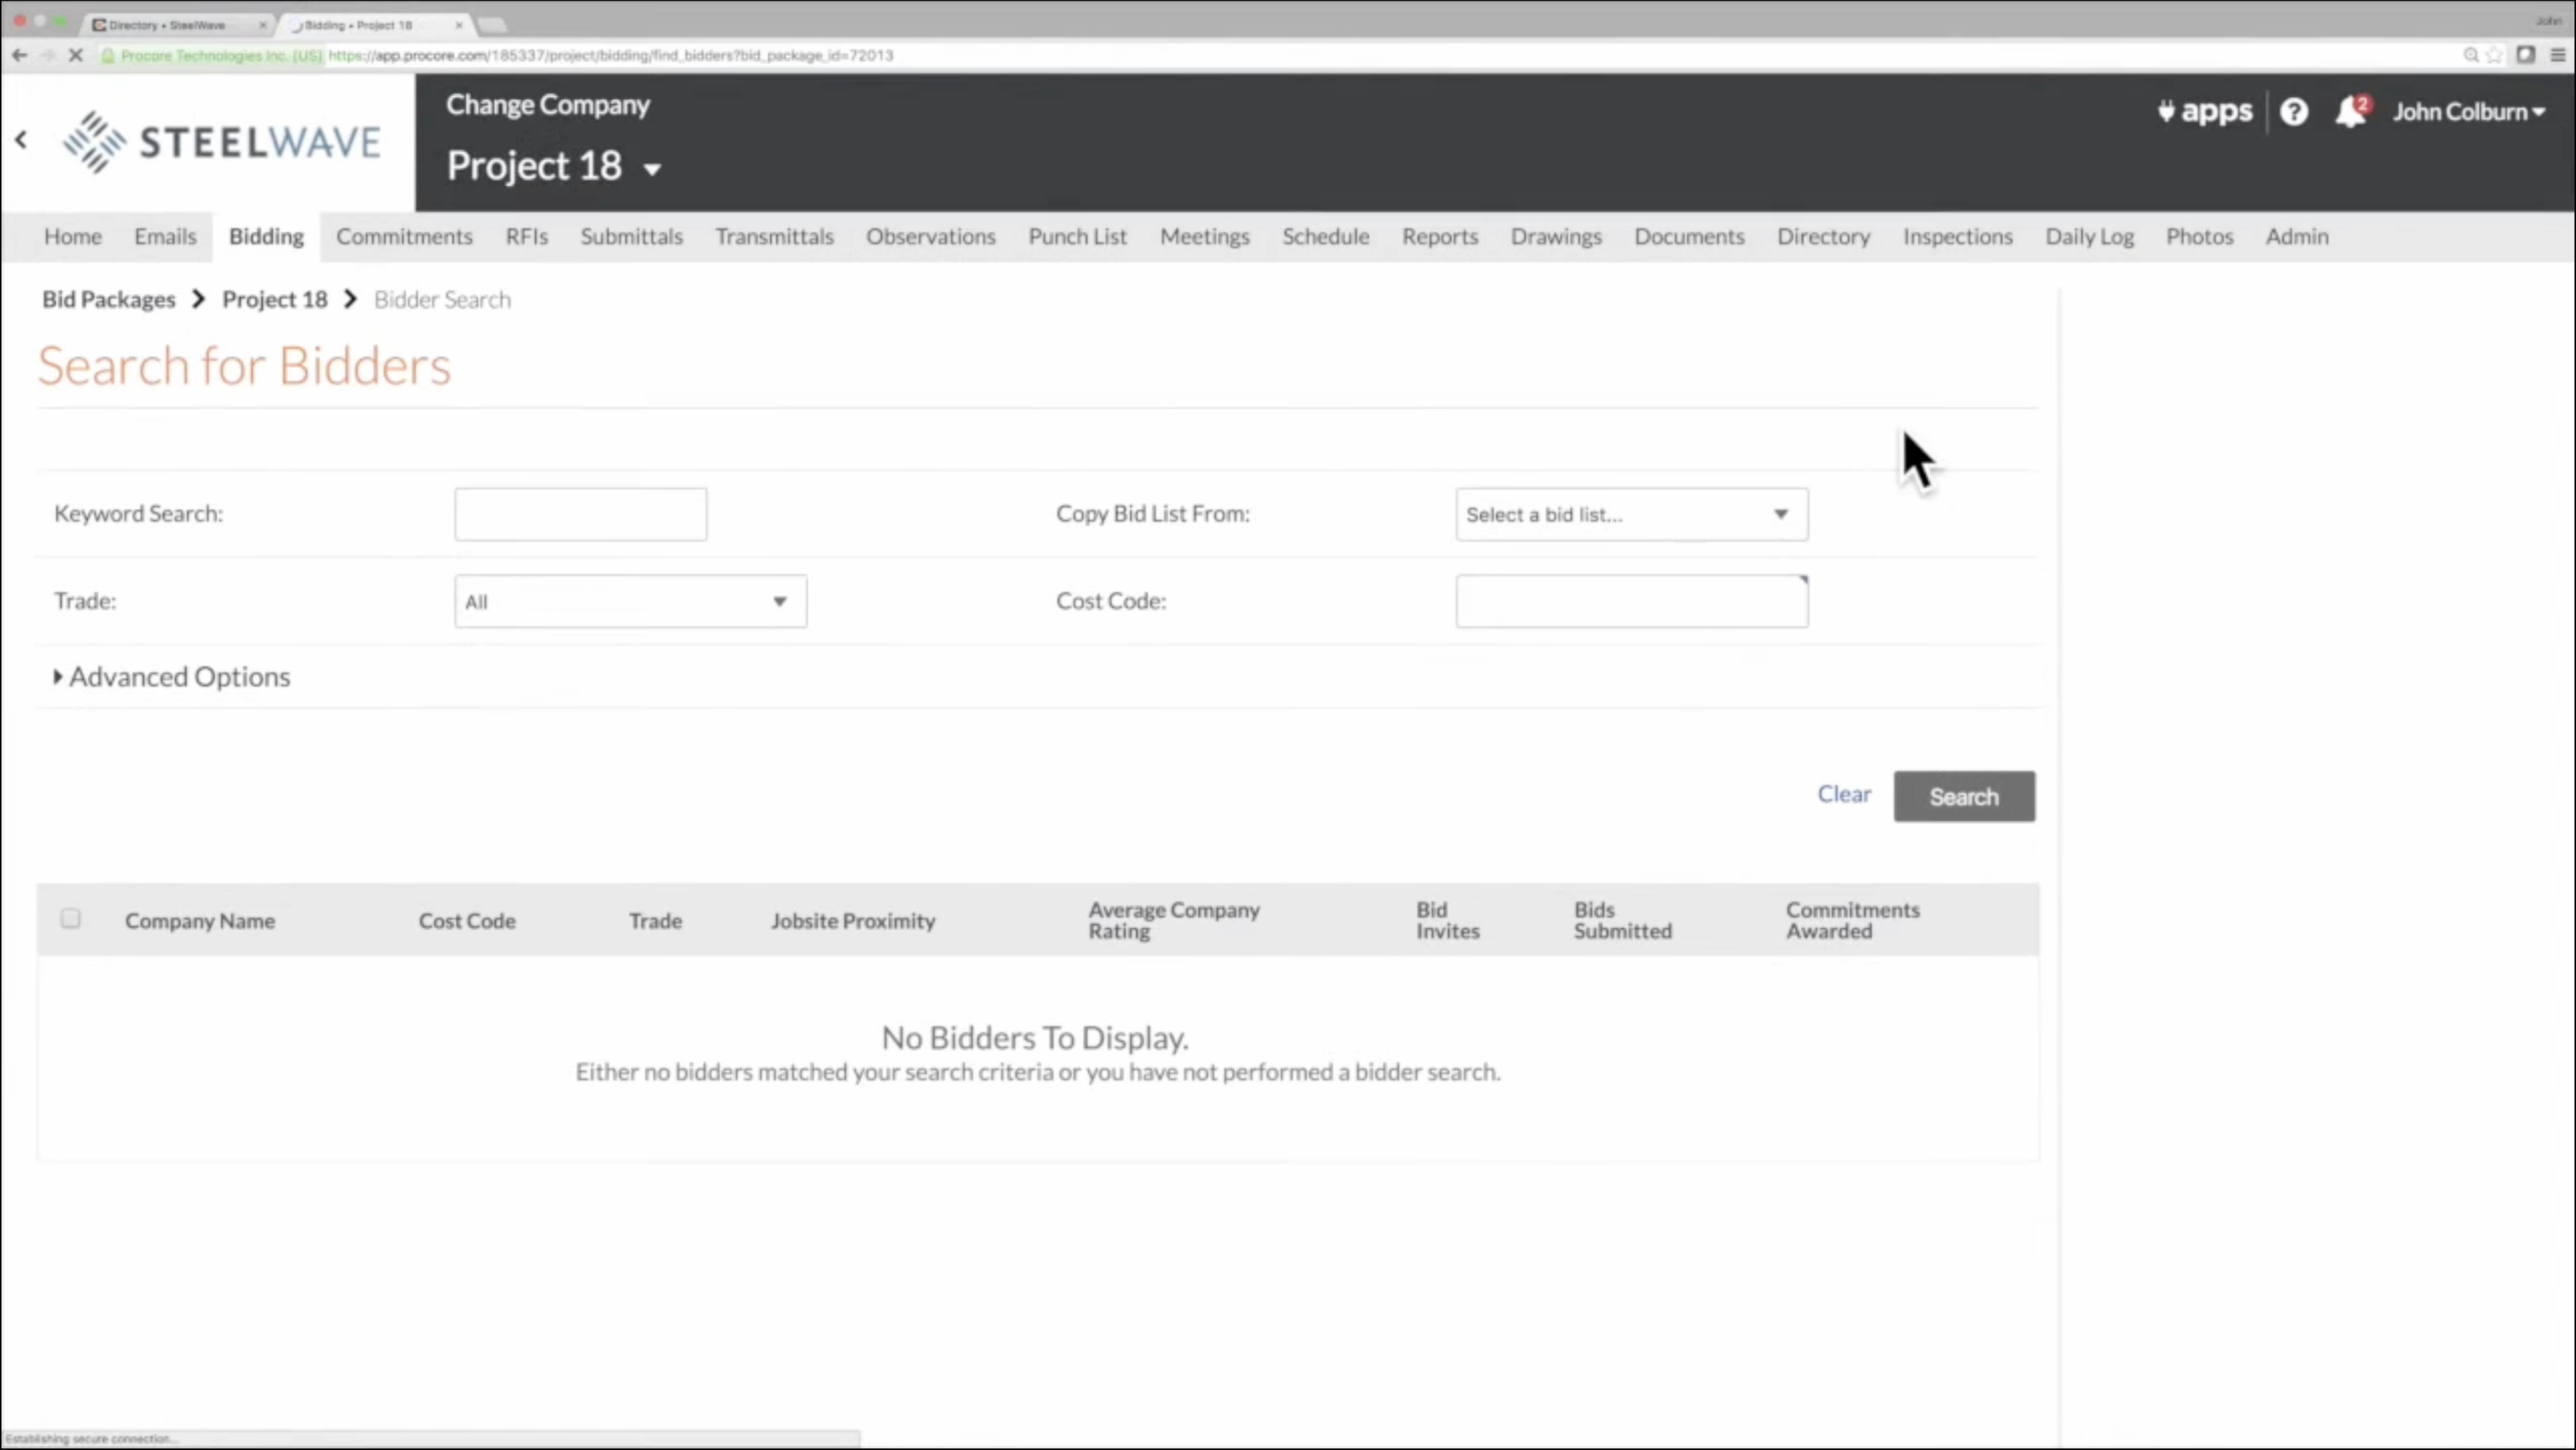 Directory • SteelWave
Bidding • Project 18
John
Procore Technologies Inc. [US] https://app.procore.com/185337/project/bidding/find_bidders?bid_package_id=72013
STEELWAVE
Change Company
Project 18
apps
?
2
John Colburn
Home Emails Bidding Commitments RFIs Submittals Transmittals Observations Punch List Meetings Schedule Reports Drawings Documents Directory Inspections Daily Log Photos Admin
Bid Packages > Project 18 > Bidder Search
Search for Bidders
Keyword Search:
Copy Bid List From: Select a bid list...
Trade: All
Cost Code:
Advanced Options
Clear Search
Company Name Cost Code Trade Jobsite Proximity Average Company Rating Bid Invites Bids Submitted Commitments Awarded
No Bidders To Display.
Either no bidders matched your search criteria or you have not performed a bidder search.
Establishing secure connection...